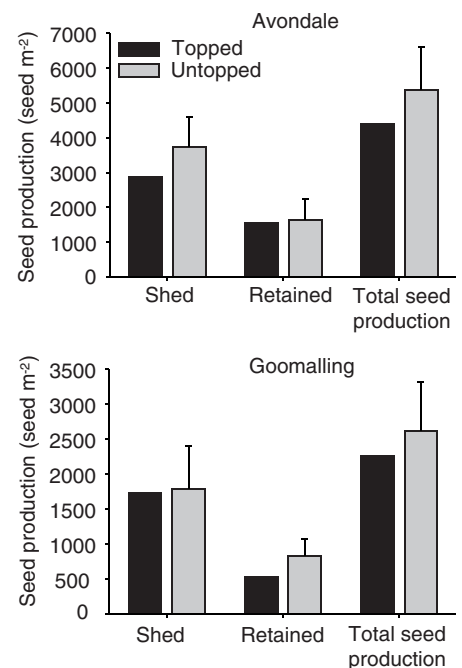 Avondale
Seed production (seed m-2)
7000
6000
5000
4000
3000
2000
1000
0
Topped
Untopped
Shed
Retained
Total seed
production
Goomalling
Seed production (seed m-2)
3500
3000
2500
2000
1500
1000
500
0
Shed
Retained
Total seed
production